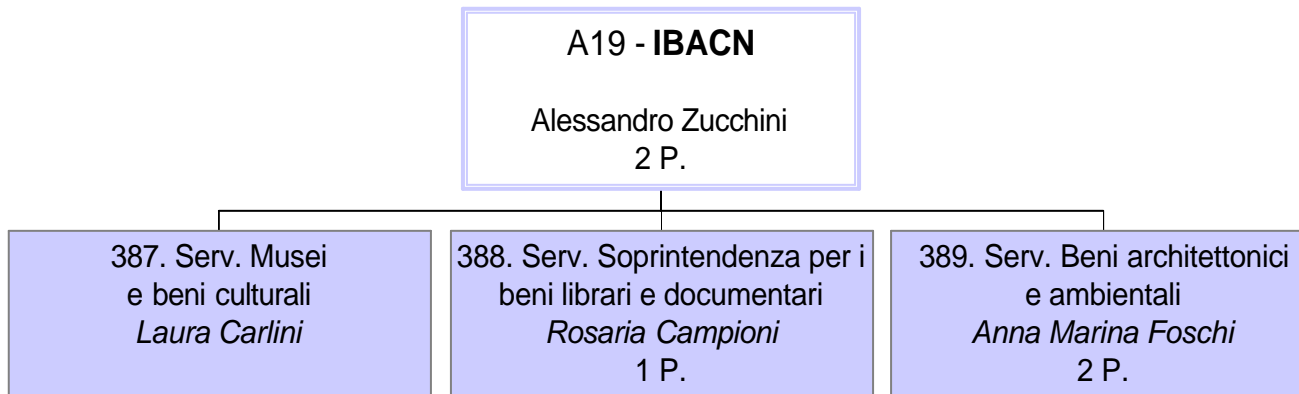 A19 - IBACN
Alessandro Zucchini
2 P.
387. Serv. Musei
e beni culturali
Laura Carlini
388. Serv. Soprintendenza per i
beni librari e documentari
Rosaria Campioni
1 P.
389. Serv. Beni architettonici
e ambientali
Anna Marina Foschi
2 P.